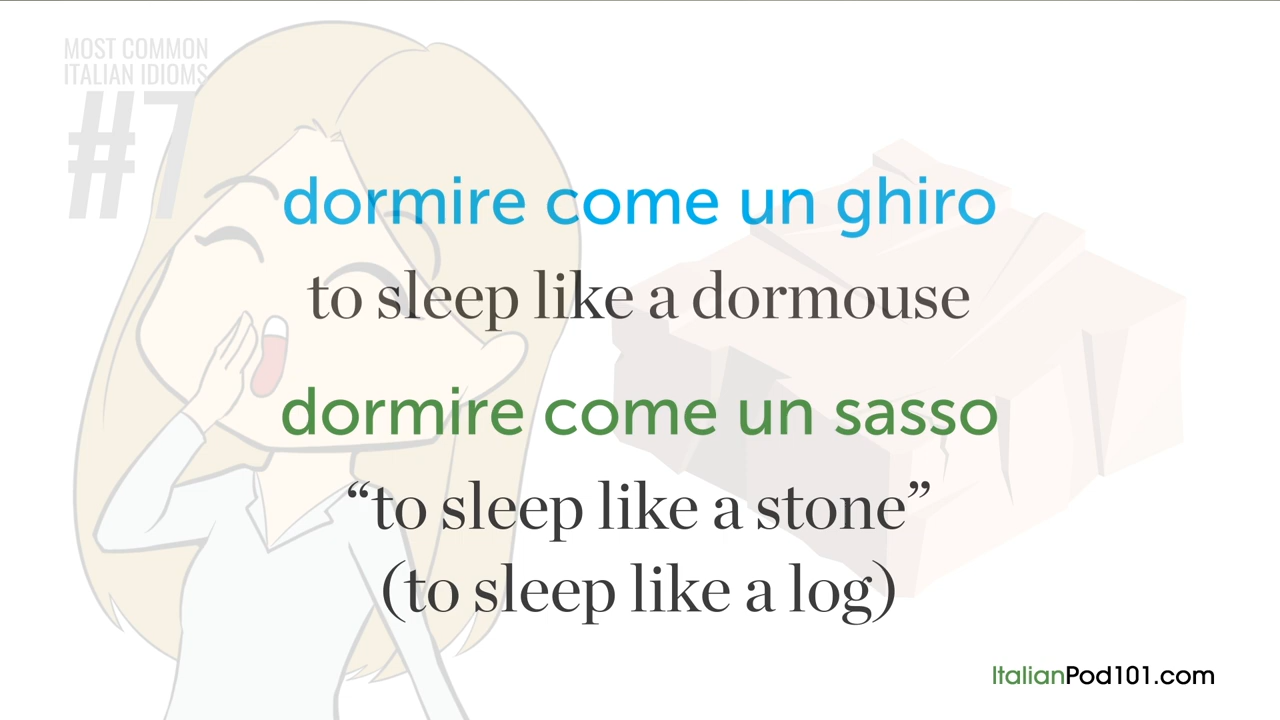 MOST COMMON
ITALIAN IDIOMS
#7
dormire come un ghiro
to sleep like a dormouse
dormire come un sasso
“to sleep like a stone”
(to sleep like a log)
ItalianPod101.com